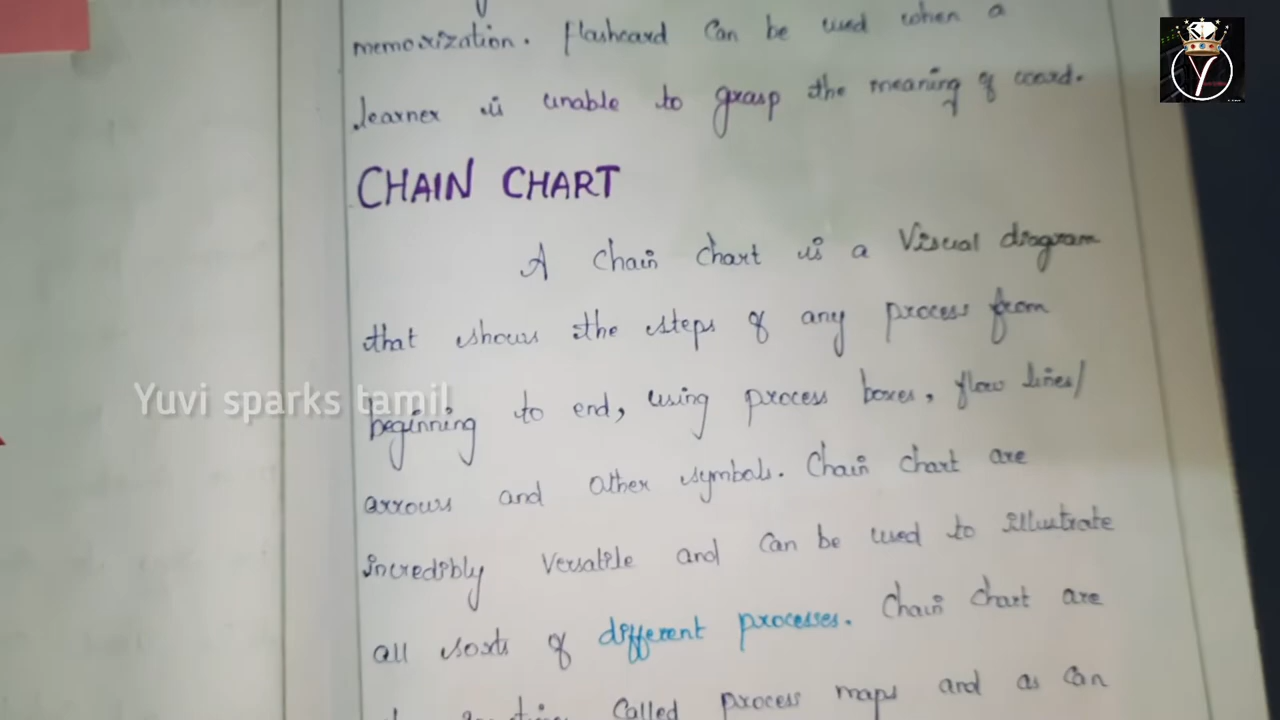 memorization. flashcard can be used when a
learner is unable to grasp the meaning of word.
CHAIN CHART
A Chain Chart is a Visual diagram
that shows the steps of any process from
beginning to end, using process boxes, flow lines/
arrows and other symbols. Chain chart are
incredibly versatile and can be used to illustrate
all sorts of different processes. Chain chart are
called process maps and as can
Yuvi sparks tamil
Y